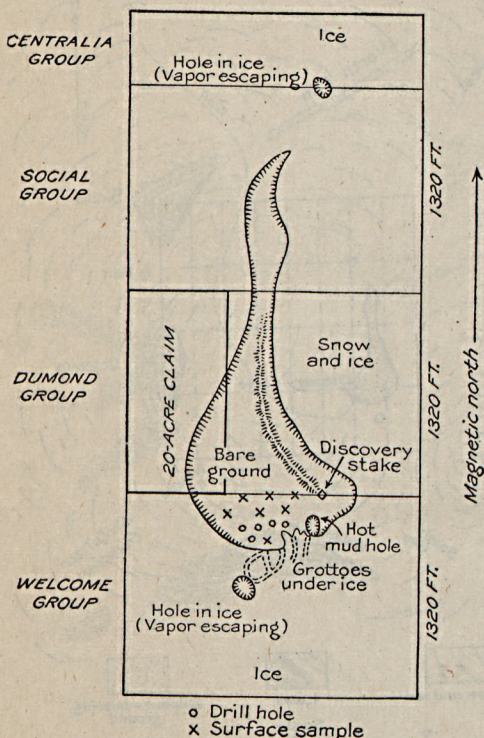 CENTRALIA
GROUP
Ice
Hole in ice
(Vapor escaping)
SOCIAL
GROUP
1320 FT.
Magnetic north
DUMOND
GROUP
20-ACRE CLAIM
Snow
and ice
1320 FT.
Bare
ground
Discovery
stake
Hot
mud hole
Grottoes
under ice
WELCOME
GROUP
Hole in ice
(Vapor escaping)
1320 FT.
Ice
o Drill hole
x Surface sample